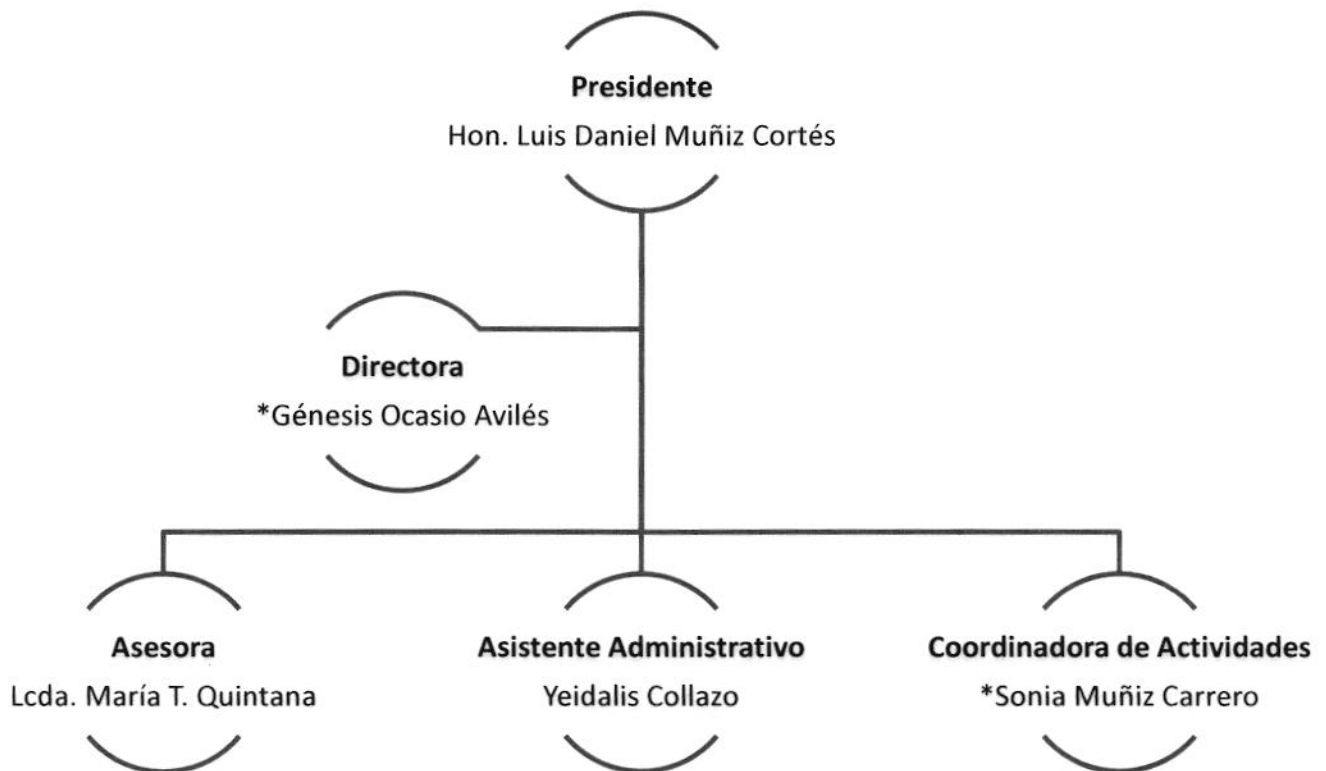 Presidente
Hon. Luis Daniel Muñiz Cortés
Directora
*Génesis Ocasio Avilés
Asesora
Lcda. María T. Quintana
Asistente Administrativo
Yeidalis Collazo
Coordinadora de Actividades
*Sonia Muñiz Carrero